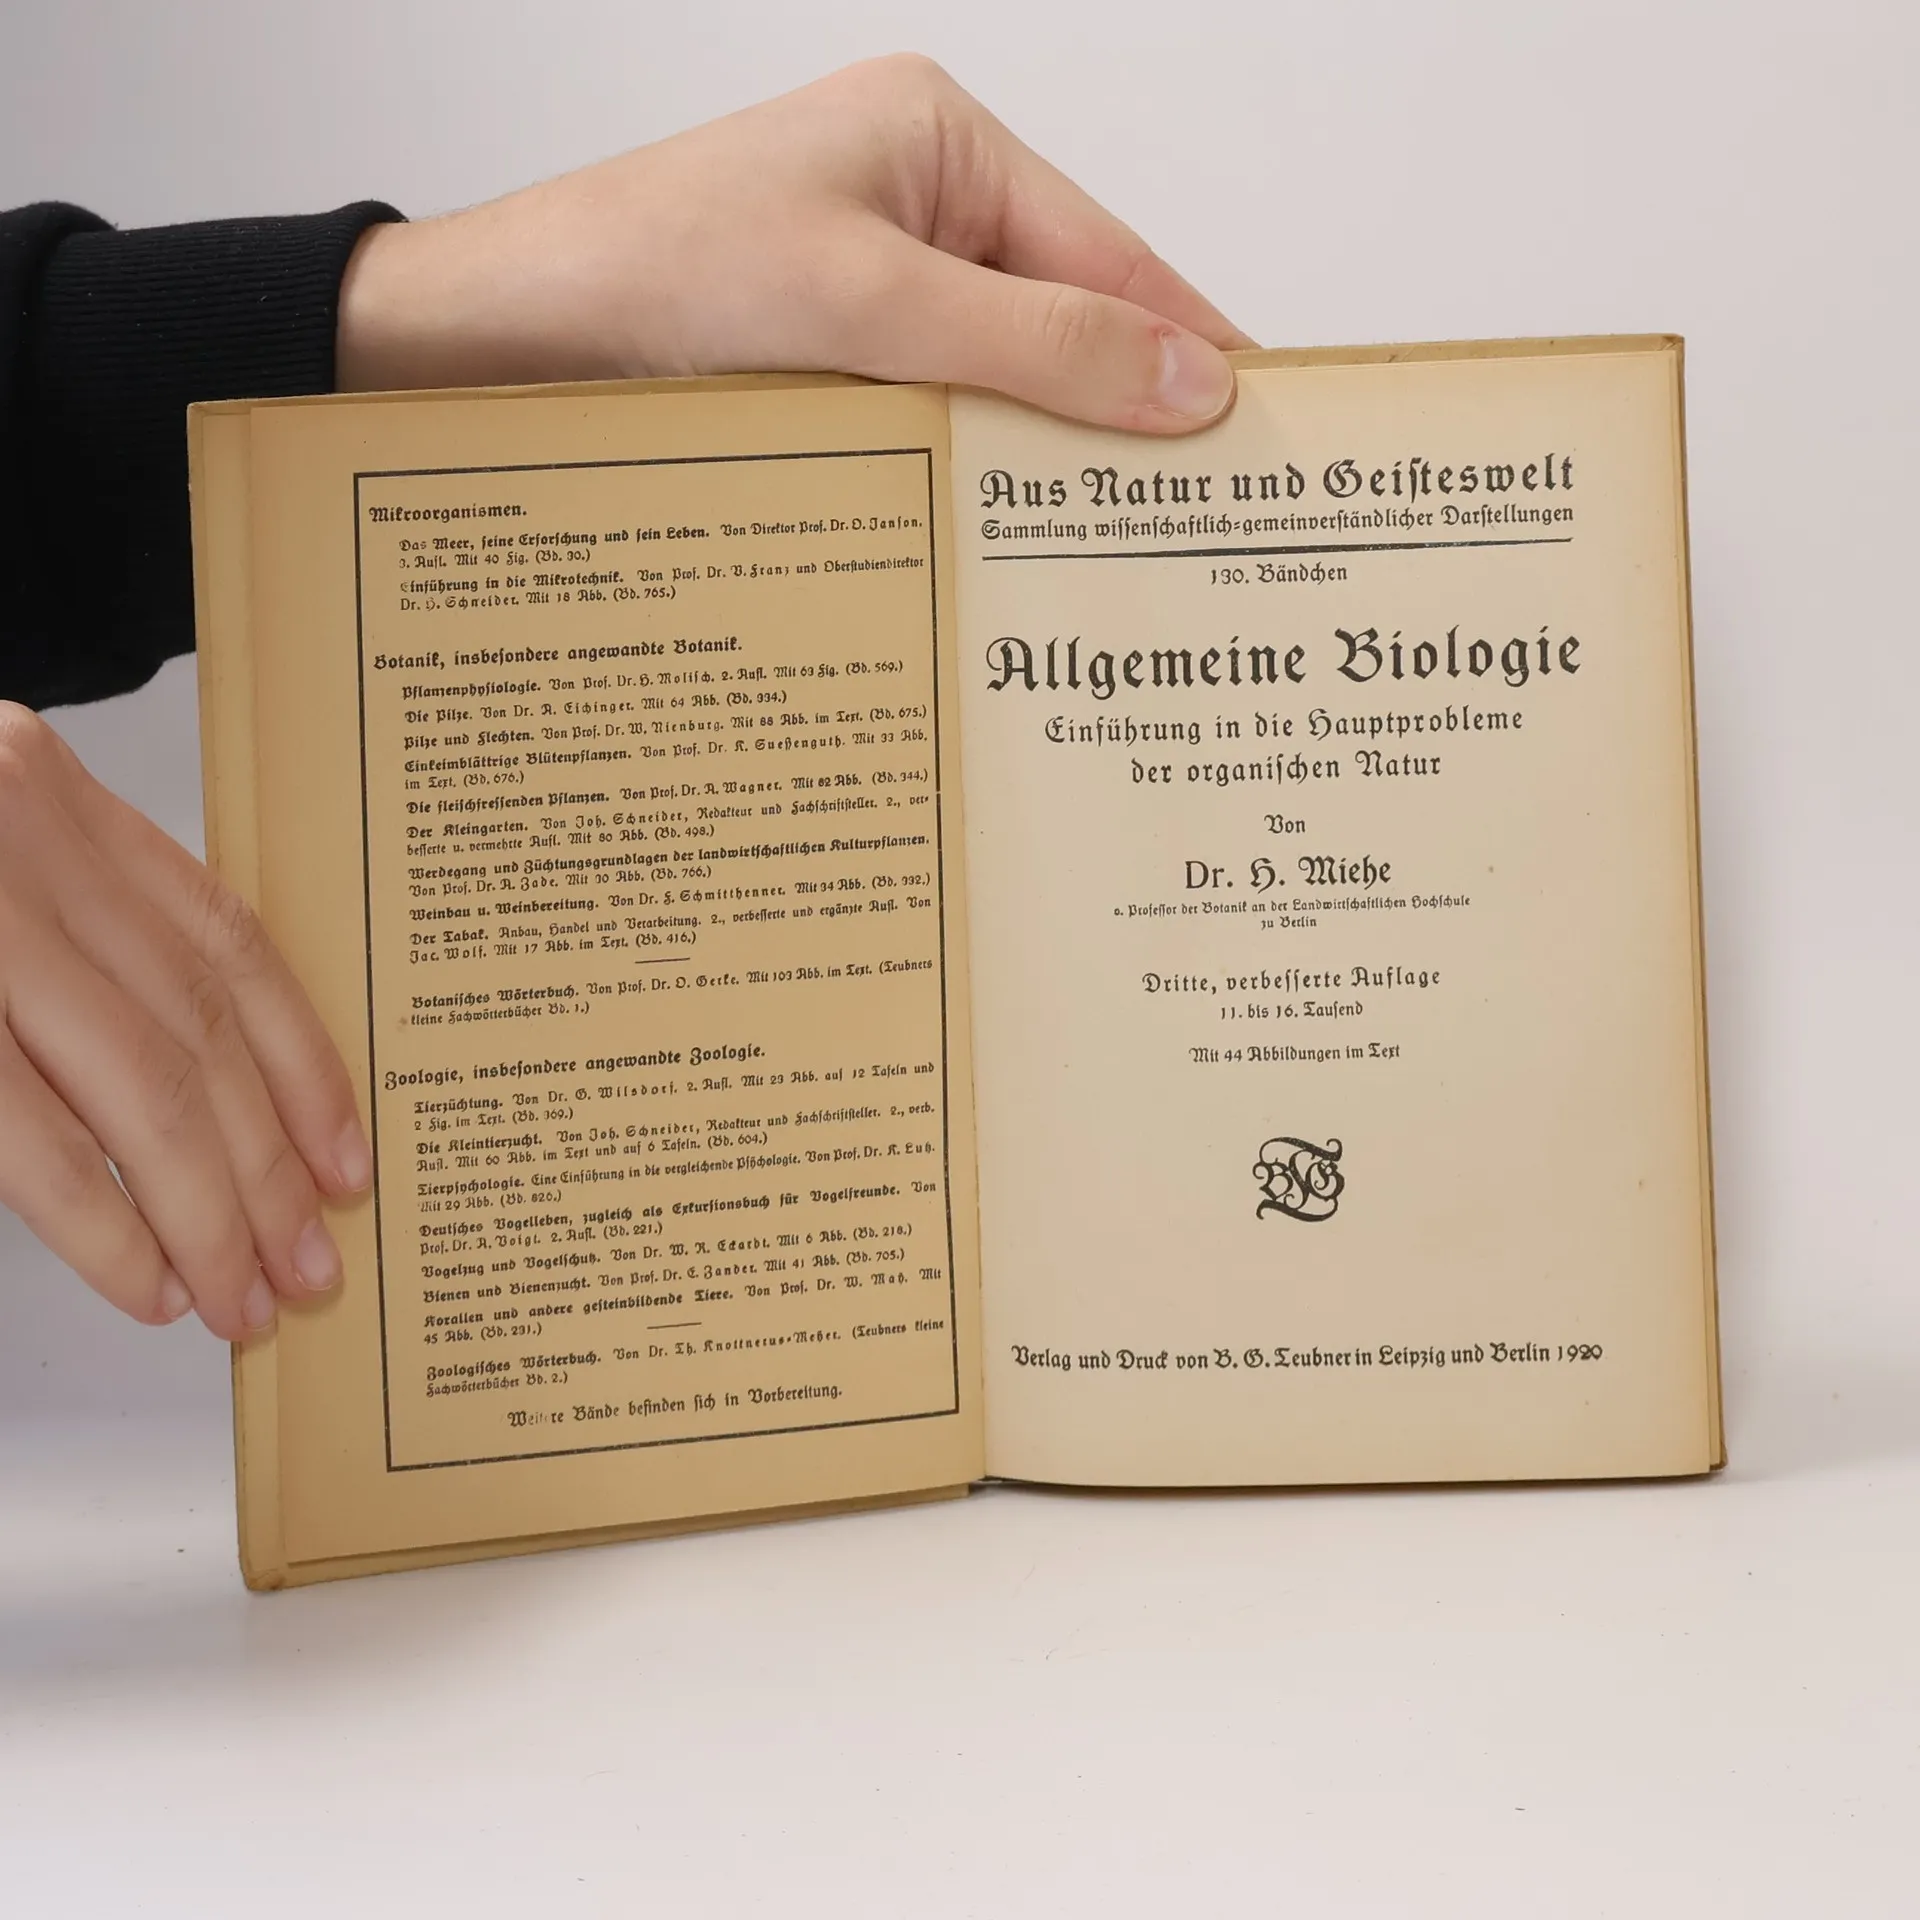 Mikroorganismen.
Das Meer, seine Erforschung und sein Leben. Von Direktor Prof. Dr. O. Janson.
3. Aufl. Mit 40 Fig. (Bd. 30.)
Einführung in die Mikrotechnik. Von Prof. Dr. V. Franz und Oberstudiendirektor
Dr. H. Schneider. Mit 18 Abb. (Bd. 765.)
Botanik, insbesondere angewandte Botanik.
Pflanzenphysiologie. Von Prof. Dr. H. Molisch. 2. Aufl. Mit 63 Fig. (Bd. 569.)
Die Pilze. Von Dr. A. Eichinger. Mit 64 Abb. (Bd. 334.)
Pilze und Flechten. Von Prof. Dr. W. Nienburg. Mit 88 Abb. im Text. (Bd. 675.)
Einkeimblättrige Blütenpflanzen. Von Prof. Dr. K. Sueßenguth. Mit 33 Abb.
im Text. (Bd. 676.)
Die fleischfressenden Pflanzen. Von Prof. Dr. A. Wagner. Mit 82 Abb. (Bd. 344.)
Der Kleingarten. Von Joh. Schneider, Redakteur und Fachschriftsteller. 2., ver-
besserte u. vermehrte Aufl. Mit 80 Abb. (Bd. 498.)
Werdegang und Züchtungsgrundlagen der landwirtschaftlichen Kulturpflanzen.
Von Prof. Dr. A. Zade. Mit 30 Abb. (Bd. 766.)
Weinbau u. Weinbereitung. Von Dr. F. Schmitthenner. Mit 34 Abb. (Bd. 332.)
Der Tabak. Anbau, Handel und Verarbeitung. 2., verbesserte und ergänzte Aufl. Von
Jac. Wolf. Mit 17 Abb. im Text. (Bd. 416.)
Botanisches Wörterbuch. Von Prof. Dr. O. Gerke. Mit 103 Abb. im Text. (Teubners
kleine Fachwörterbücher Bd. 1.)
Zoologie, insbesondere angewandte Zoologie.
Tierzüchtung. Von Dr. G. Wilsdorf. 2. Aufl. Mit 23 Abb. auf 12 Tafeln und
2 Fig. im Text. (Bd. 369.)
Die Kleintierzucht. Von Joh. Schneider, Redakteur und Fachschriftsteller. 2., verb.
Aufl. Mit 60 Abb. im Text und auf 6 Tafeln. (Bd. 604.)
Tierpsychologie. Eine Einführung in die vergleichende Psychologie. Von Prof. Dr. K. Lutz.
Mit 29 Abb. (Bd. 826.)
Deutsches Vogelleben, zugleich als Exkursionsbuch für Vogelfreunde. Von
Prof. Dr. A. Voigt. 2. Aufl. (Bd. 221.)
Vogelzug und Vogelschutz. Von Dr. W. R. Eckardt. Mit 6 Abb. (Bd. 218.)
Bienen und Bienenzucht. Von Prof. Dr. E. Zander. Mit 41 Abb. (Bd. 705.)
Korallen und andere gesteinbildende Tiere. Von Prof. Dr. W. May. Mit
45 Abb. (Bd. 231.)
Zoologisches Wörterbuch. Von Dr. Th. Knottnerus-Meyer. (Teubners kleine
Fachwörterbücher Bd. 2.)
Weitere Bände befinden sich in Vorbereitung.
Aus Natur und Geisteswelt
Sammlung wissenschaftlich-gemeinverständlicher Darstellungen
130. Bändchen
Allgemeine Biologie
Einführung in die Hauptprobleme
der organischen Natur
Von
Dr. H. Miehe
o. Professor der Botanik an der Landwirtschaftlichen Hochschule
zu Berlin
Dritte, verbesserte Auflage
11. bis 16. Tausend
Mit 44 Abbildungen im Text
BGT
Verlag und Druck von B. G. Teubner in Leipzig und Berlin 1920